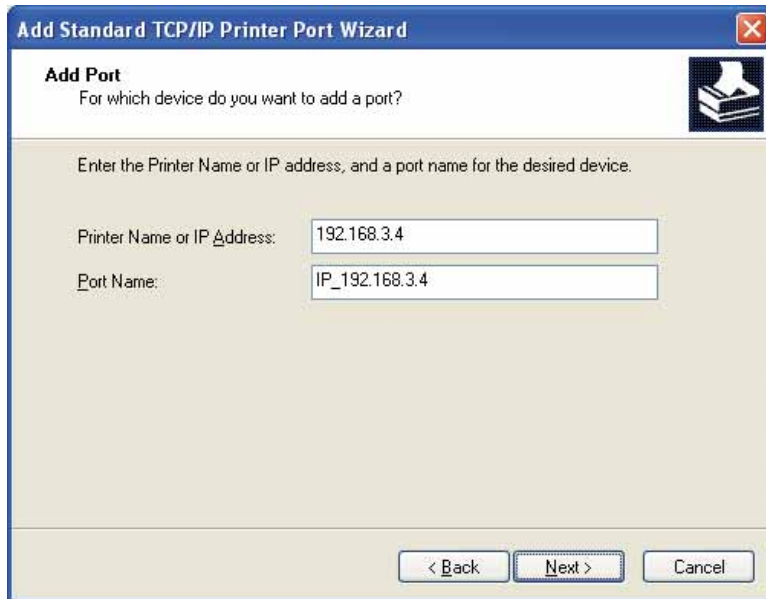 Add Standard TCP/IP Printer Port Wizard
Add Port
For which device do you want to add a port?
Enter the Printer Name or IP address, and a port name for the desired device.
Printer Name or IP Address: 192.168.3.4
Port Name: IP_192.168.3.4
< Back Next > Cancel